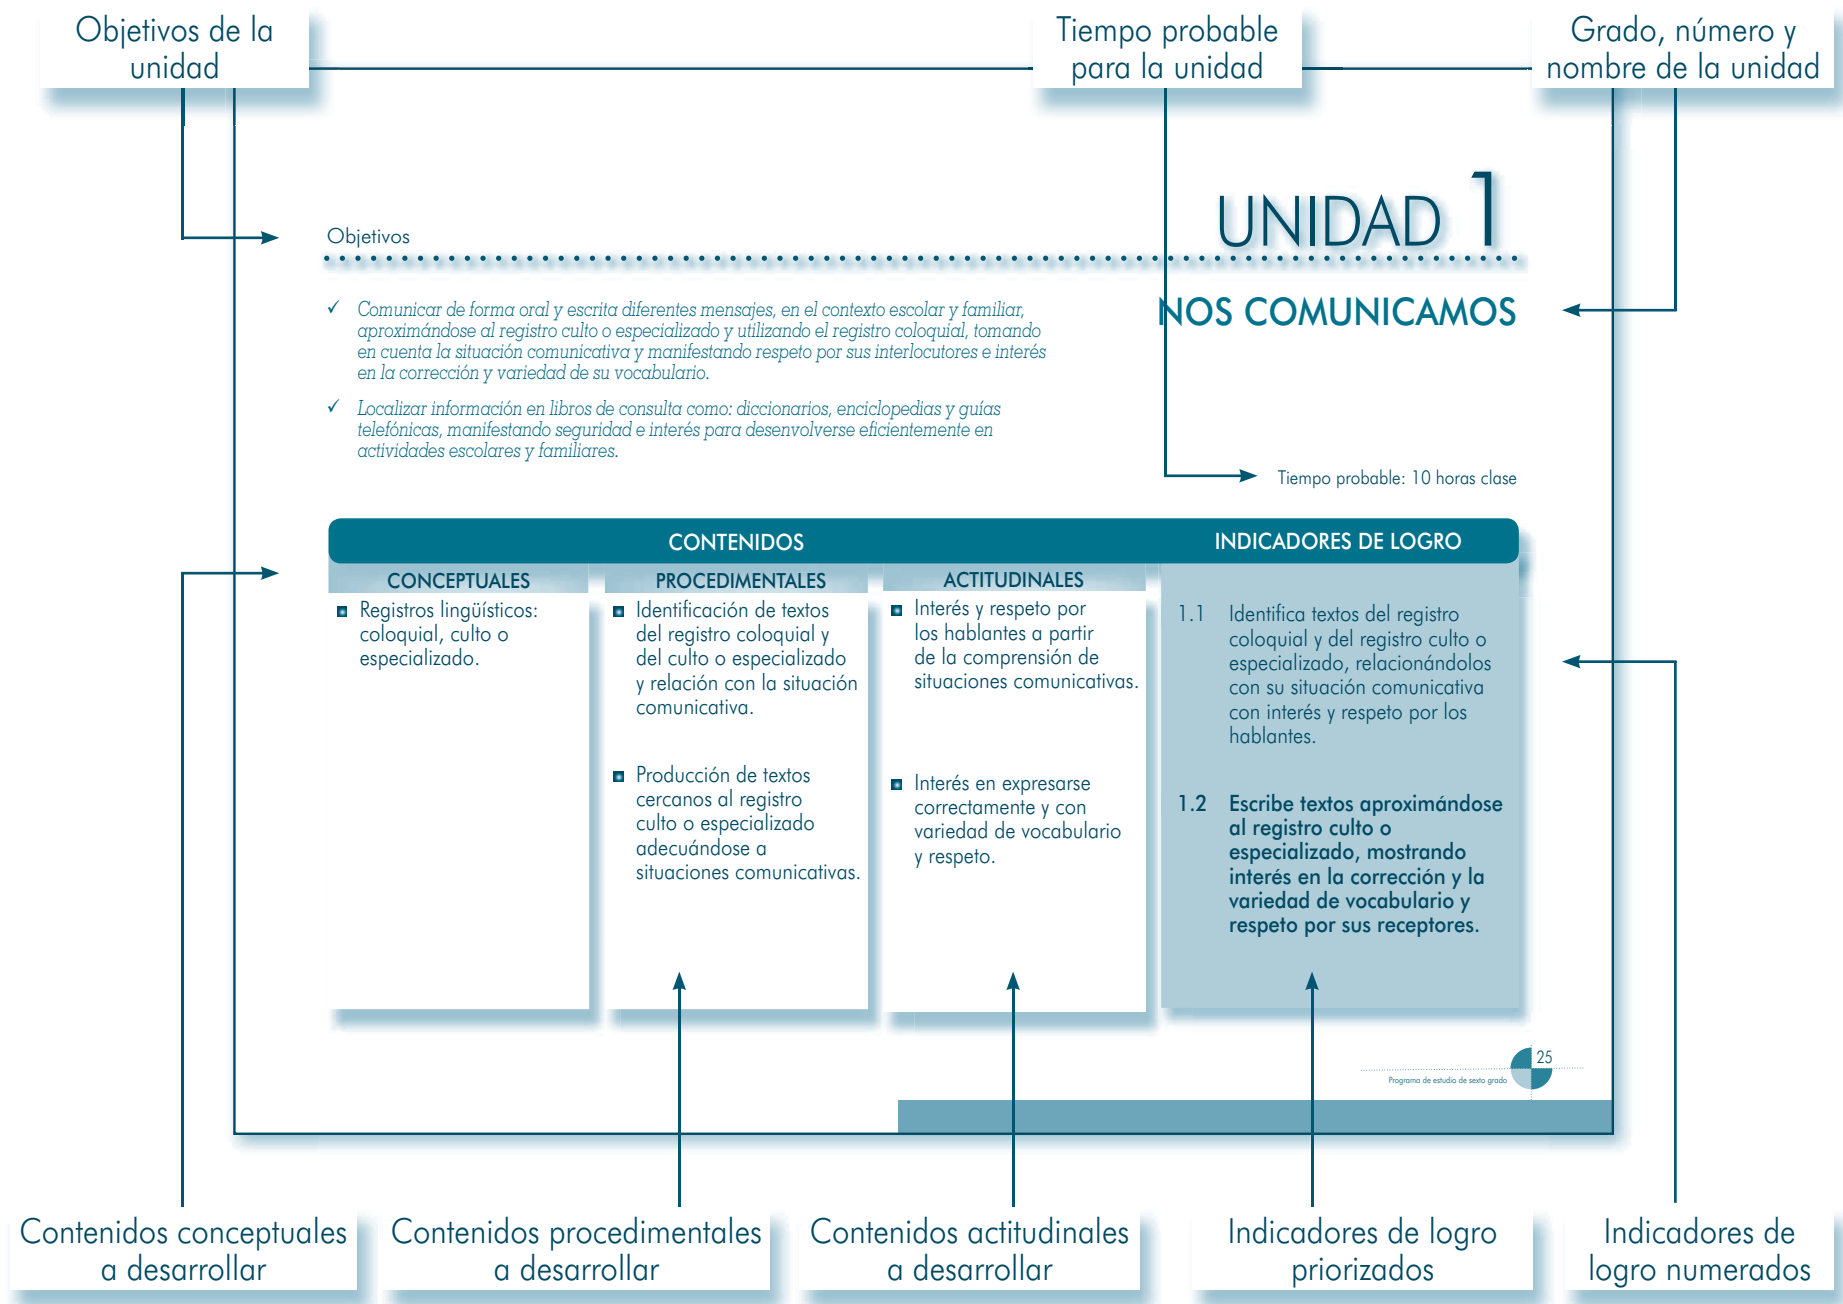 Objetivos de la
unidad
Tiempo probable
para la unidad
Grado, número y
nombre de la unidad
UNIDAD 1
Objetivos
NOS COMUNICAMOS
✓ Comunicar de forma oral y escrita diferentes mensajes, en el contexto escolar y familiar,
aproximándose al registro culto o especializado y utilizando el registro coloquial, tomando
en cuenta la situación comunicativa y manifestando respeto por sus interlocutores e interés
en la corrección y variedad de su vocabulario.
✓ Localizar información en libros de consulta como: diccionarios, enciclopedias y guías
telefónicas, manifestando seguridad e interés para desenvolverse eficientemente en
actividades escolares y familiares.
Tiempo probable: 10 horas clase
CONTENIDOS
INDICADORES DE LOGRO
CONCEPTUALES
PROCEDIMENTALES
ACTITUDINALES
Registros lingüísticos:
coloquial, culto o
especializado.
Identificación de textos
del registro coloquial y
del culto o especializado
y relación con la situación
comunicativa.
Producción de textos
cercanos al registro
culto o especializado
adecuándose a
situaciones comunicativas.
Interés y respeto por
los hablantes a partir
de la comprensión de
situaciones comunicativas.
Interés en expresarse
correctamente y con
variedad de vocabulario
y respeto.
1.1 Identifica textos del registro
coloquial y del registro culto o
especializado, relacionándolos
con su situación comunicativa
con interés y respeto por los
hablantes.
1.2 Escribe textos aproximándose
al registro culto o
especializado, mostrando
interés en la corrección y la
variedad de vocabulario y
respeto por sus receptores.
25
Programa de estudio de sexto grado
Contenidos conceptuales
a desarrollar
Contenidos procedimentales
a desarrollar
Contenidos actitudinales
a desarrollar
Indicadores de logro
priorizados
Indicadores de
logro numerados